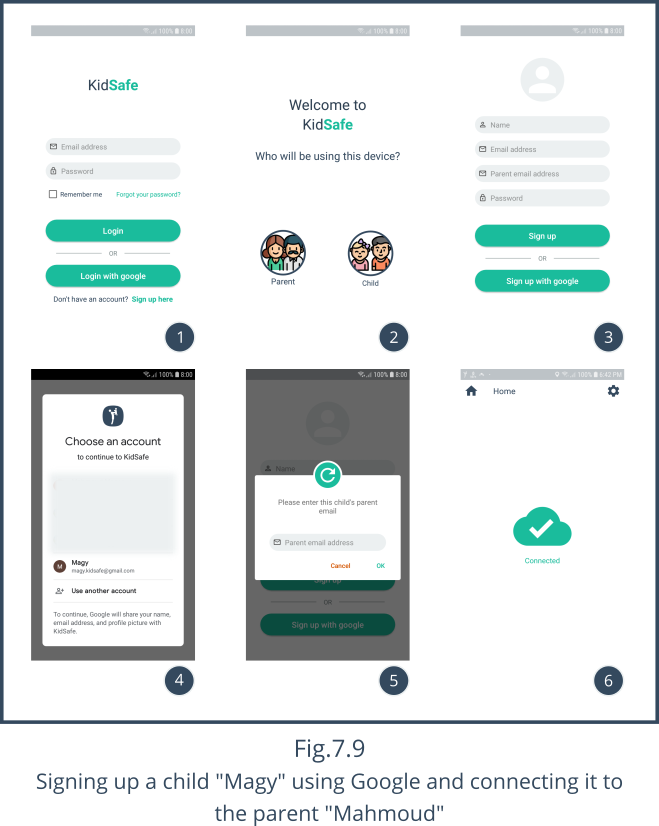 100% 8:00
KidSafe
Email address
Password
Remember me Forgot your password?
Login
OR
Login with google
Don't have an account? Sign up here
1
100% 8:00
Welcome to
KidSafe
Who will be using this device?
Parent
Child
2
100% 8:00
Name
Email address
Parent email address
Password
Sign up
OR
Sign up with google
3
100% 8:00
Choose an account
to continue to KidSafe
M
Magy
magy.kidsafe@gmail.com
Use another account
To continue, Google will share your name,
email address, and profile picture with
KidSafe.
4
100% 8:00
Name
Please enter this child's parent
email
Parent email address
Cancel OK
Sign up
OR
Sign up with google
5
100% 6:43 PM
Home
Connected
6
Fig.7.9
Signing up a child "Magy" using Google and connecting it to
the parent "Mahmoud"